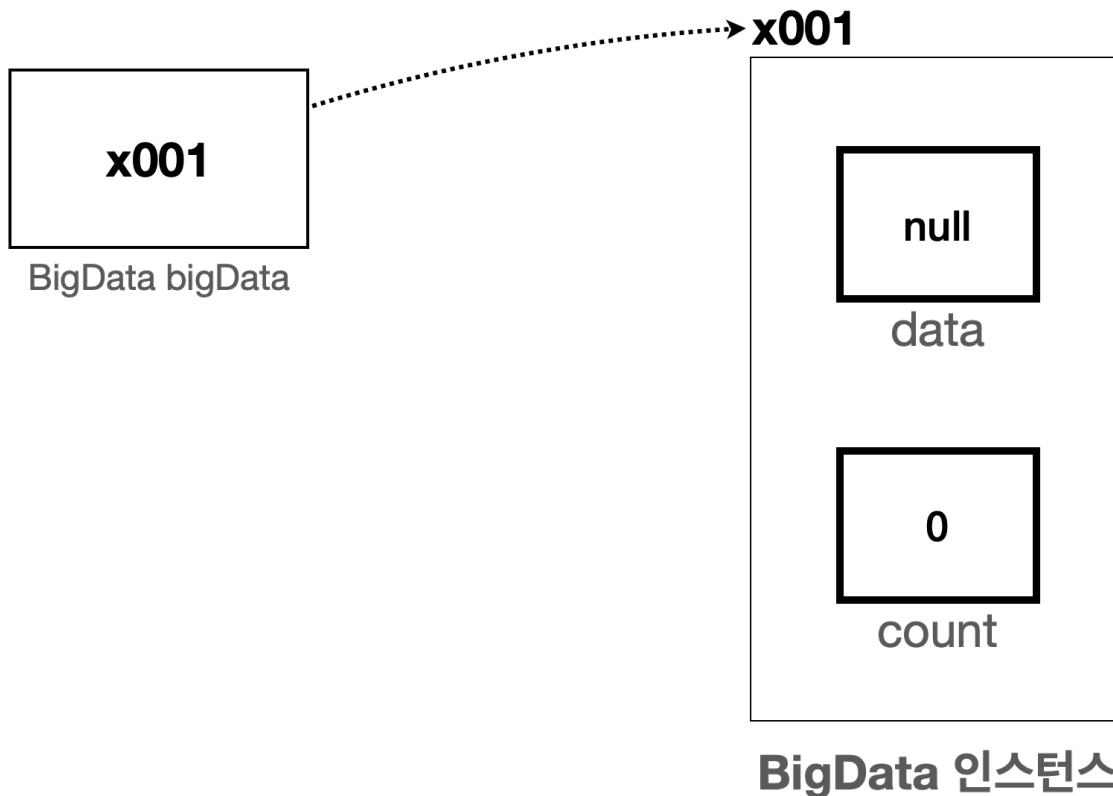 x001
x001
BigData bigData
null
data
0
count
BigData 인스턴스